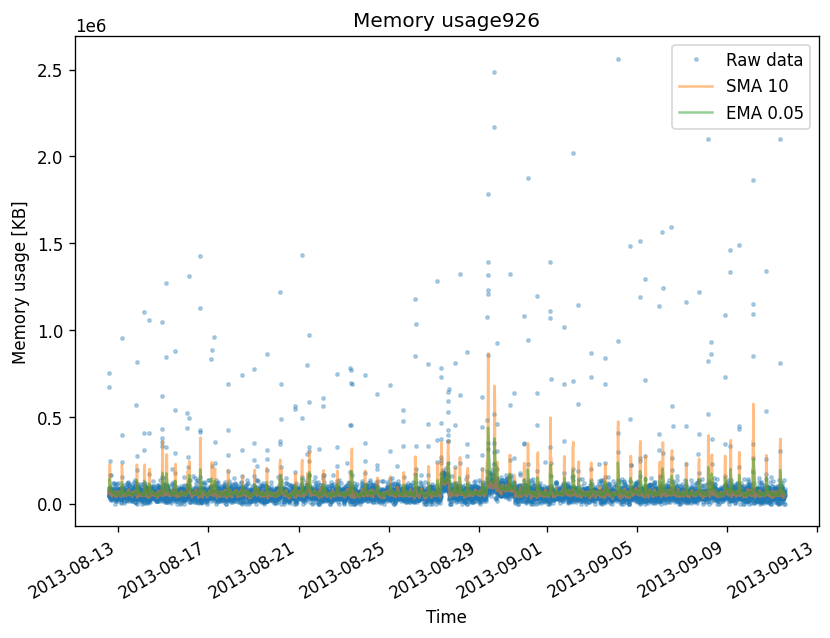 Memory usage926
1e6
Raw data
SMA 10
EMA 0.05
2.5
2.0
1.5
1.0
0.5
0.0
Memory usage [KB]
2013-08-13
2013-08-17
2013-08-21
2013-08-25
2013-08-29
2013-09-01
2013-09-05
2013-09-09
2013-09-13
Time